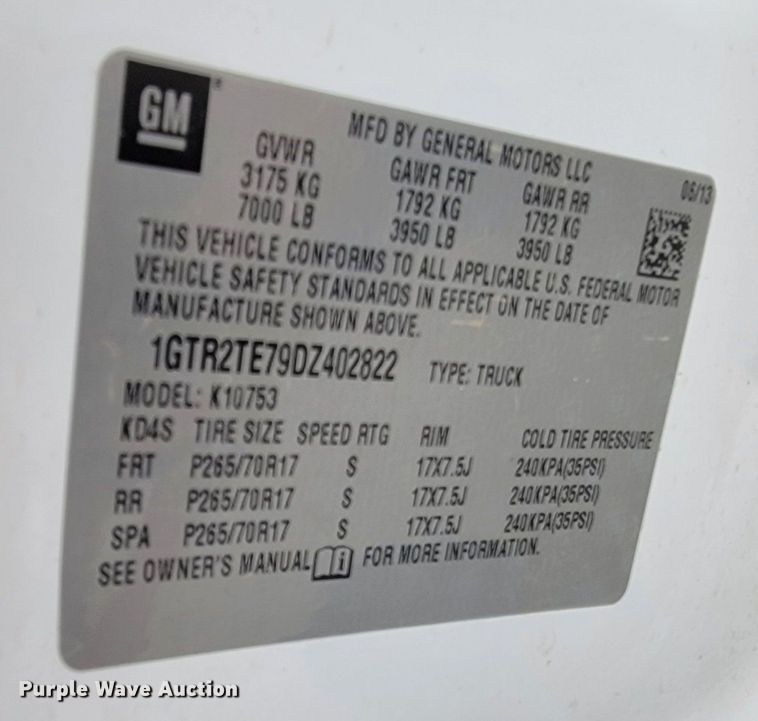 GM
MFD BY GENERAL MOTORS LLC
GVWR GAWR FRT GAWR RR 06/13
3175 KG 1792 KG 1792 KG
7000 LB 3950 LB 3950 LB
THIS VEHICLE CONFORMS TO ALL APPLICABLE U.S. FEDERAL MOTOR
VEHICLE SAFETY STANDARDS IN EFFECT ON THE DATE OF
MANUFACTURE SHOWN ABOVE.
1GTR2TE79DZ402822 TYPE: TRUCK
MODEL: K10753
KD4S TIRE SIZE SPEED RTG RIM COLD TIRE PRESSURE
FRT P265/70R17 S 17X7.5J 240KPA(35PSI)
RR P265/70R17 S 17X7.5J 240KPA(35PSI)
SPA P265/70R17 S 17X7.5J 240KPA(35PSI)
SEE OWNER'S MANUAL FOR MORE INFORMATION.
Purple Wave Auction